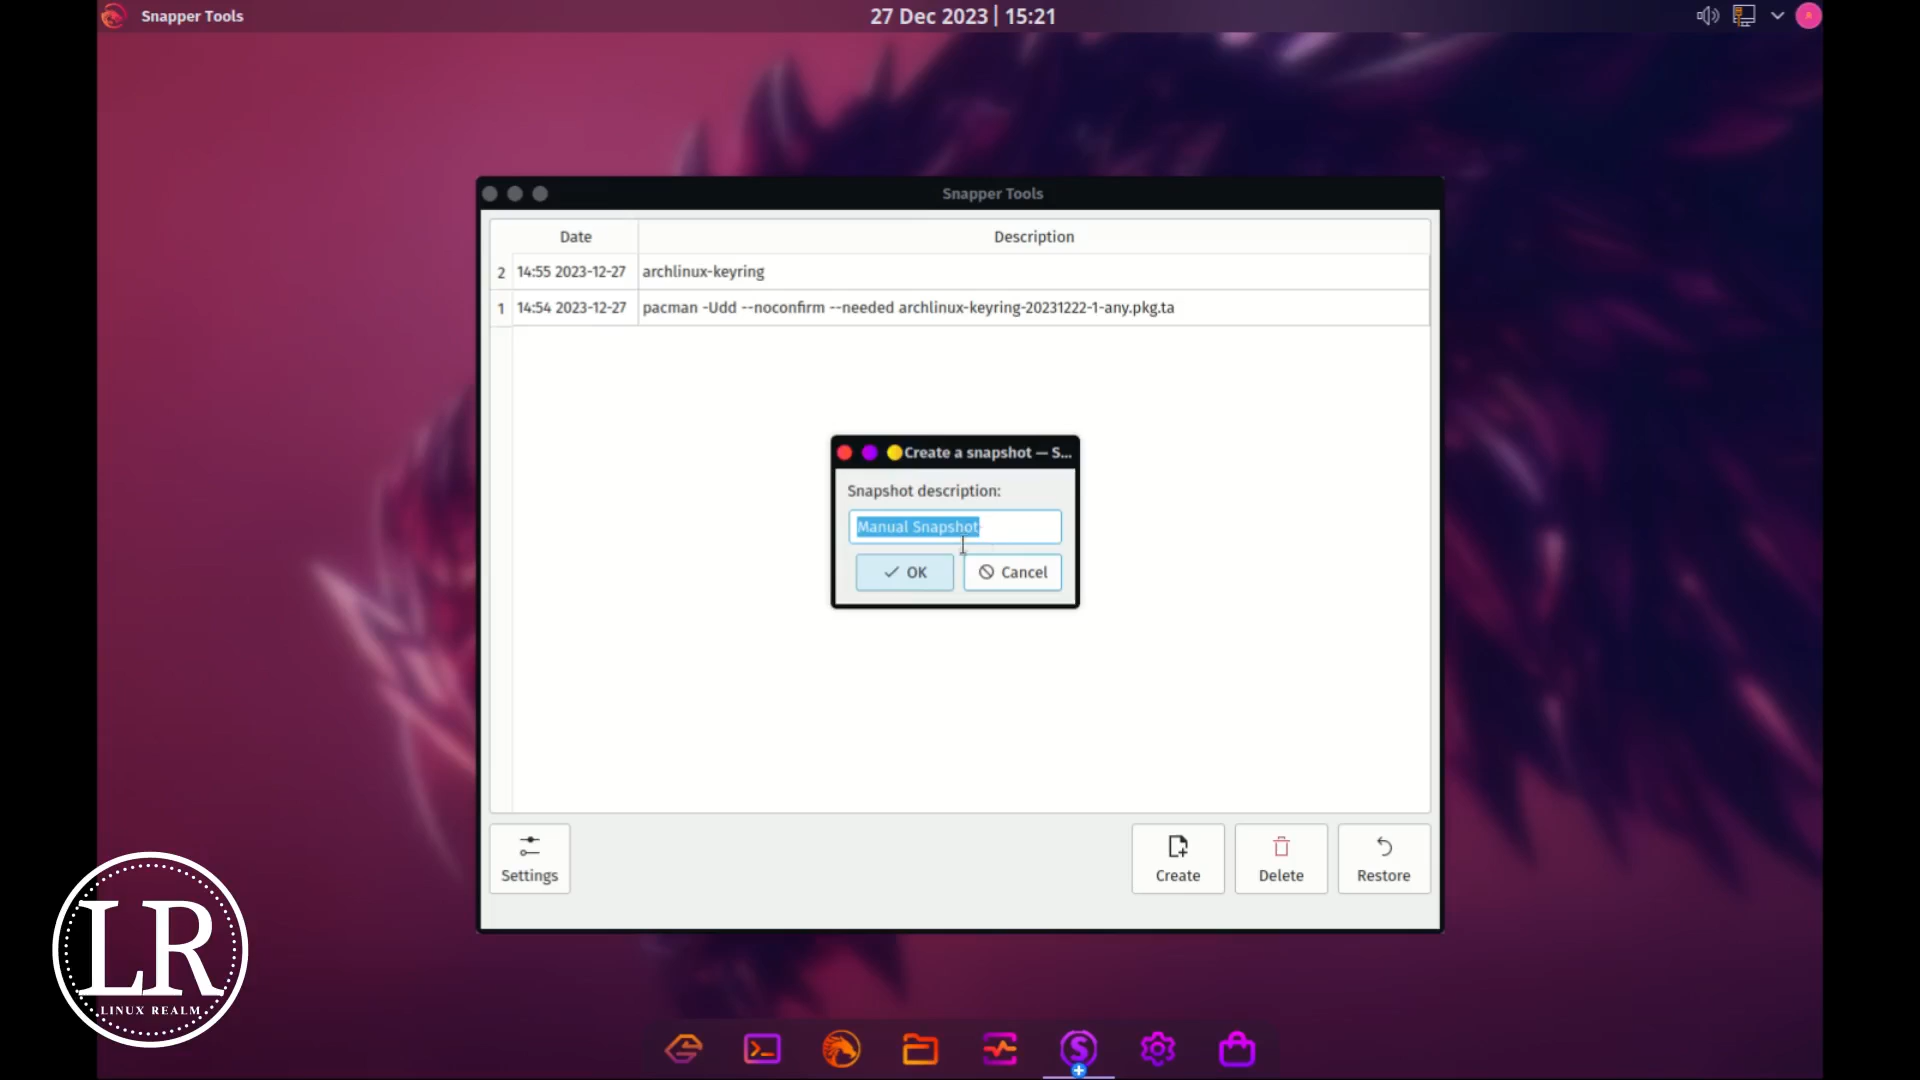 Snapper Tools
27 Dec 2023 | 15:21
Snapper Tools
Date Description
2 14:55 2023-12-27 archlinux-keyring
1 14:54 2023-12-27 pacman -Udd --noconfirm --needed archlinux-keyring-20231222-1-any.pkg.ta
Create a snapshot — S...
Snapshot description:
Manual Snapshot
OK Cancel
Settings Create Delete Restore
LR
LINUX REALM